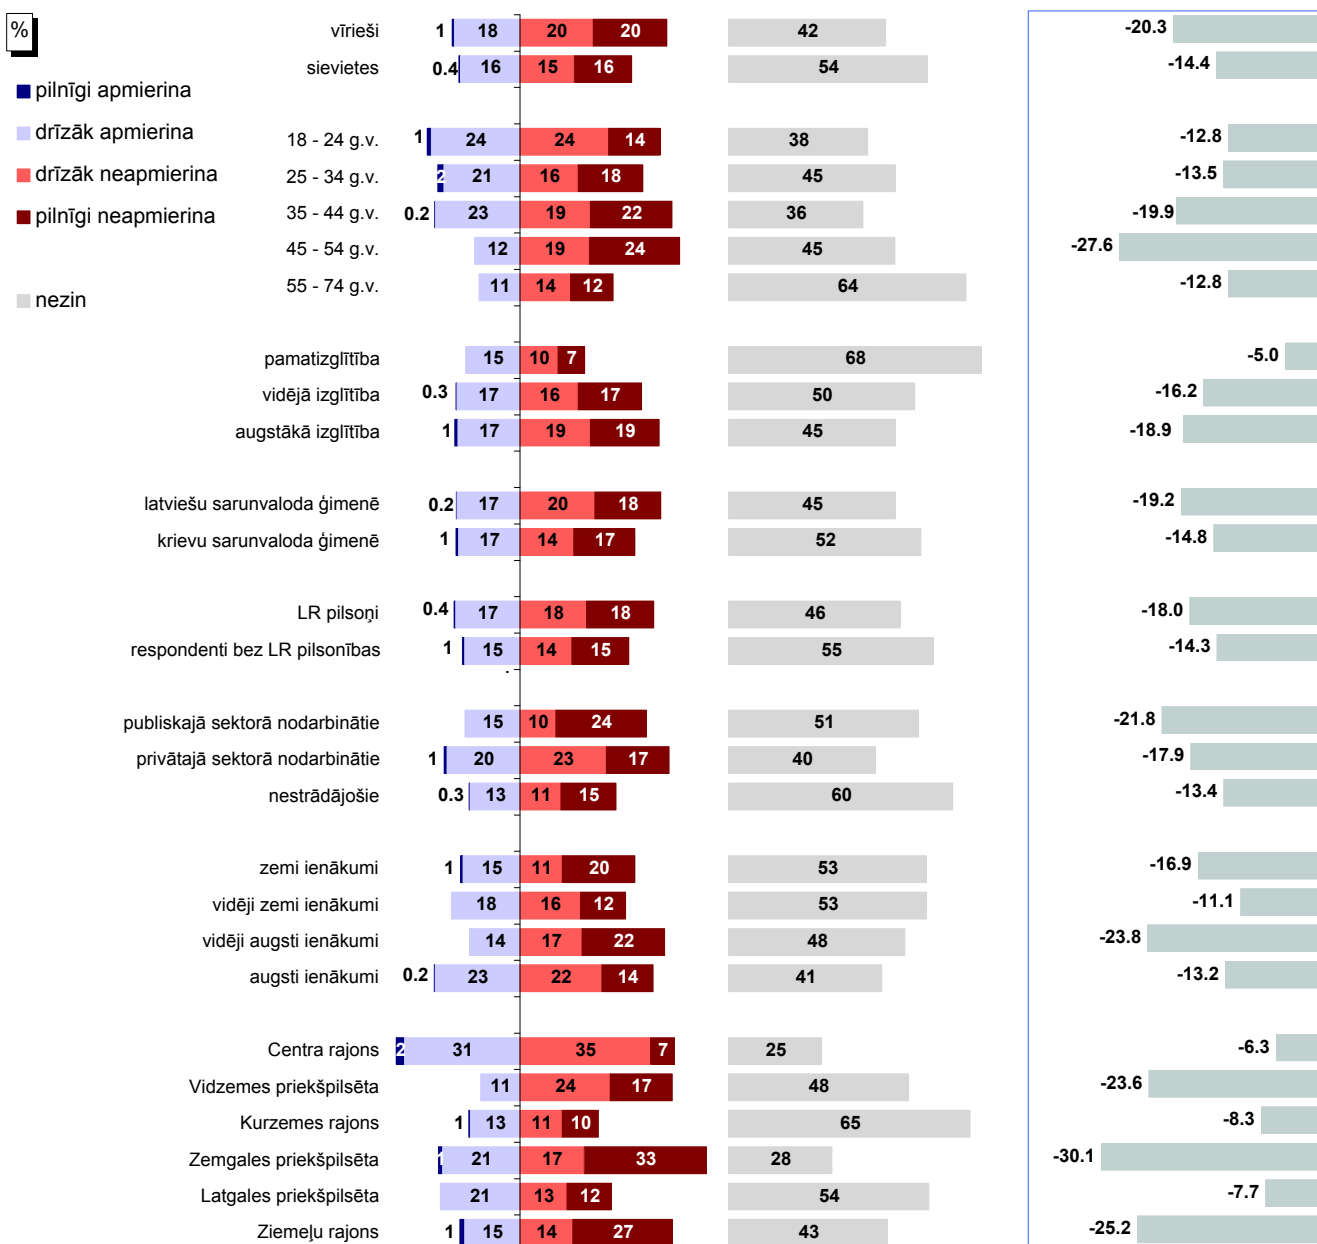 %
pilnīgi apmierina
drīzāk apmierina
drīzāk neapmierina
pilnīgi neapmierina
nezin
vīrieši 1 18 20 20 42 -20.3
sievietes 0.4 16 15 16 54 -14.4
18 - 24 g.v. 1 24 24 14 38 -12.8
25 - 34 g.v. 2 21 16 18 45 -13.5
35 - 44 g.v. 0.2 23 19 22 36 -19.9
45 - 54 g.v. 12 19 24 45 -27.6
55 - 74 g.v. 11 14 12 64 -12.8
pamatizglītība 15 10 7 68 -5.0
vidējā izglītība 0.3 17 16 17 50 -16.2
augstākā izglītība 1 17 19 19 45 -18.9
latviešu sarunvaloda ģimenē 0.2 17 20 18 45 -19.2
krievu sarunvaloda ģimenē 1 17 14 17 52 -14.8
LR pilsoņi 0.4 17 18 18 46 -18.0
respondenti bez LR pilsonības 1 15 14 15 55 -14.3
publiskajā sektorā nodarbinātie 15 10 24 51 -21.8
privātajā sektorā nodarbinātie 1 20 23 17 40 -17.9
nestrādājošie 0.3 13 11 15 60 -13.4
zemi ienākumi 1 15 11 20 53 -16.9
vidēji zemi ienākumi 18 16 12 53 -11.1
vidēji augsti ienākumi 14 17 22 48 -23.8
augsti ienākumi 0.2 23 22 14 41 -13.2
Centra rajons 2 31 35 7 25 -6.3
Vidzemes priekšpilsēta 11 24 17 48 -23.6
Kurzemes rajons 1 13 11 10 65 -8.3
Zemgales priekšpilsēta 1 21 17 33 28 -30.1
Latgales priekšpilsēta 21 13 12 54 -7.7
Ziemeļu rajons 1 15 14 27 43 -25.2